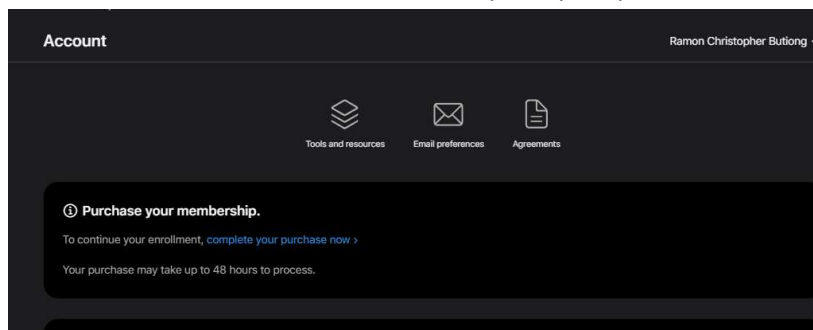 Account
Ramon Christopher Butiong
Tools and resources
Email preferences
Agreements
Purchase your membership.
To continue your enrollment, complete your purchase now >
Your purchase may take up to 48 hours to process.